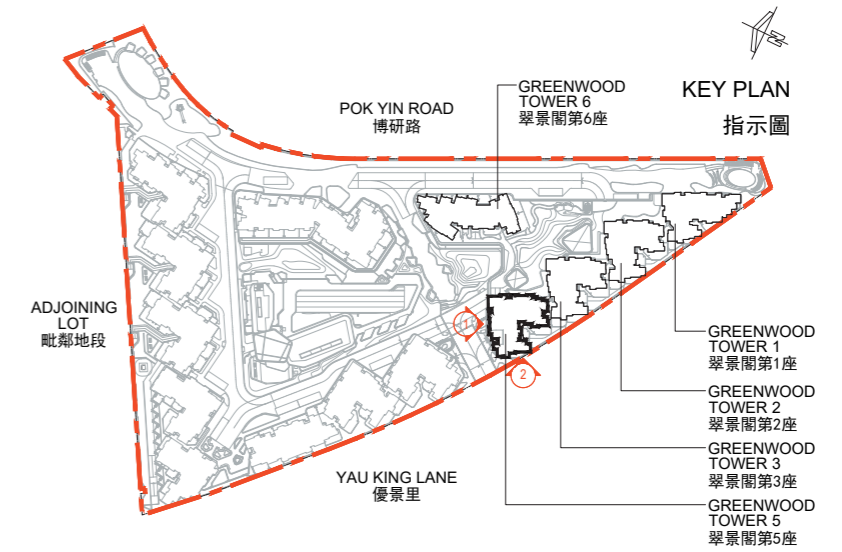 N
KEY PLAN
指示圖
GREENWOOD
TOWER 6
翠景閣第6座
POK YIN ROAD
博研路
ADJOINING
LOT
毗鄰地段
1
2
GREENWOOD
TOWER 1
翠景閣第1座
GREENWOOD
TOWER 2
翠景閣第2座
GREENWOOD
TOWER 3
翠景閣第3座
GREENWOOD
TOWER 5
翠景閣第5座
YAU KING LANE
優景里